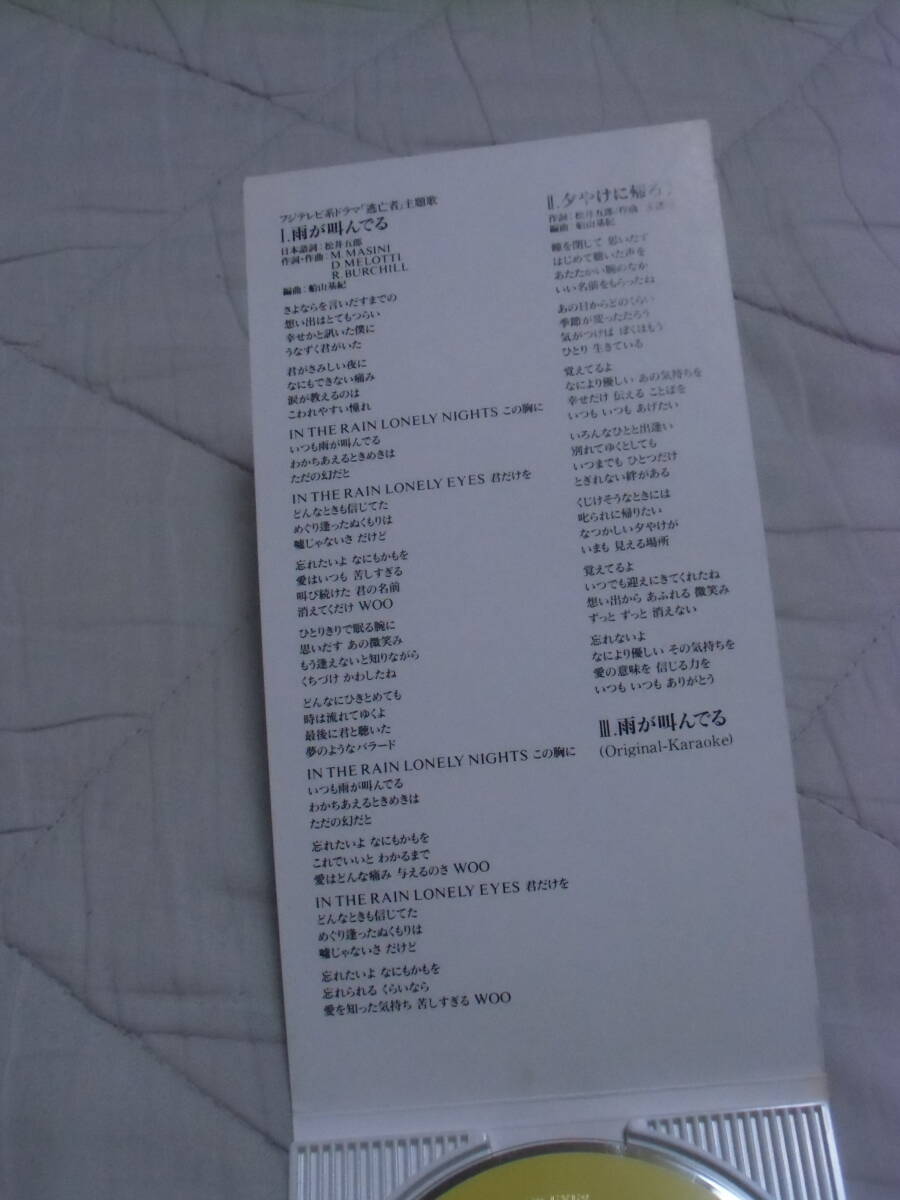 フジテレビ系ドラマ「逃亡者」主題歌
Ⅰ.雨が叫んでる
日本語詞：松井五郎
作詞・作曲：M. MASINI
D. MELOTTI
R. BURCHILL
編曲：船山基紀
さよならを言いだすまでの
想い出はとてもつらい
幸せかと訊いた僕に
うなずく君がいた
君がさみしい夜に
なにもできない痛み
涙が教えるのは
こわれやすい憧れ
IN THE RAIN LONELY NIGHTS この胸に
いつも雨が叫んでる
わかちあえるときめきは
ただの幻だと
IN THE RAIN LONELY EYES 君だけを
どんなときも信じてた
めぐり逢ったぬくもりは
嘘じゃないさ だけど
忘れたいよ なにもかもを
愛はいつも 苦しすぎる
叫び続けた 君の名前
消えてくだけ WOO
ひとりきりで眠る腕に
思いだす あの微笑み
もう逢えないと知りながら
くちづけ かわしたね
どんなにひきとめても
時は流れてゆくよ
最後に君と聴いた
夢のようなバラード
IN THE RAIN LONELY NIGHTS この胸に
いつも雨が叫んでる
わかちあえるときめきは
ただの幻だと
忘れたいよ なにもかもを
これでいいと わかるまで
愛はどんな痛み 与えるのさ WOO
IN THE RAIN LONELY EYES 君だけを
どんなときも信じてた
めぐり逢ったぬくもりは
嘘じゃないさ だけど
忘れたいよ なにもかもを
忘れられる くらいなら
愛を知った気持ち 苦しすぎる WOO
Ⅱ.夕やけに帰ろう
作詞：松井五郎/作曲
編曲：船山基紀
瞳を閉じて 思いだす
はじめて聴いた声を
あたたかい腕のなか
いい名前をもらったね
あの日からどのくらい
季節が変ったろう
気がつけば ぼくはもう
ひとり 生きている
覚えてるよ
なにより優しい あの気持ちを
幸せだけ 伝える ことばを
いつも いつも あげたい
いろんなひとと出逢い
別れてゆくとしても
いつまでも ひとつだけ
とぎれない絆がある
くじけそうなときには
叱られに帰りたい
なつかしい夕やけが
いまも 見える場所
覚えてるよ
いつでも迎えにきてくれたね
想い出から あふれる 微笑み
ずっと ずっと 消えない
忘れないよ
なにより優しい その気持ちを
愛の意味を 信じる力を
いつも いつも ありがとう
Ⅲ.雨が叫んでる
(Original-Karaoke)